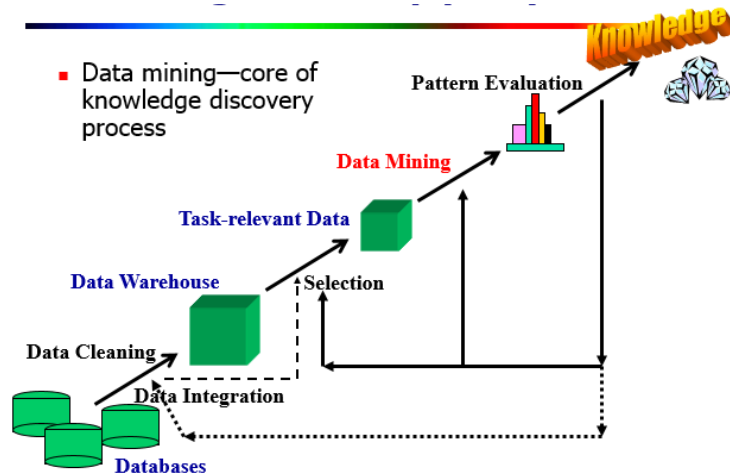 Knowledge
Data mining—core of
knowledge discovery
process
Pattern Evaluation
Data Mining
Task-relevant Data
Data Warehouse
Selection
Data Cleaning
Data Integration
Databases